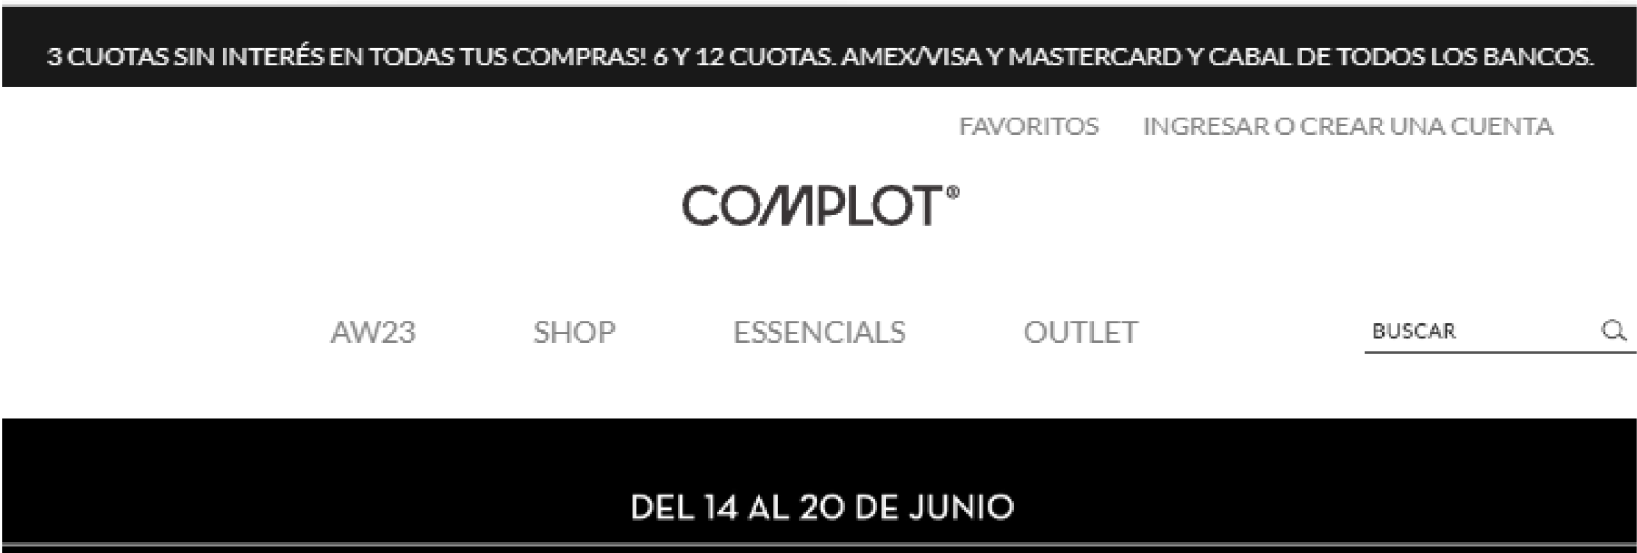 3 CUOTAS SIN INTERÉS EN TODAS TUS COMPRAS! 6 Y 12 CUOTAS. AMEX/VISA Y MASTERCARD Y CABAL DE TODOS LOS BANCOS.
FAVORITOS INGRESAR O CREAR UNA CUENTA
COMPLOT®
AW23 SHOP ESSENCIALS OUTLET BUSCAR
DEL 14 AL 20 DE JUNIO